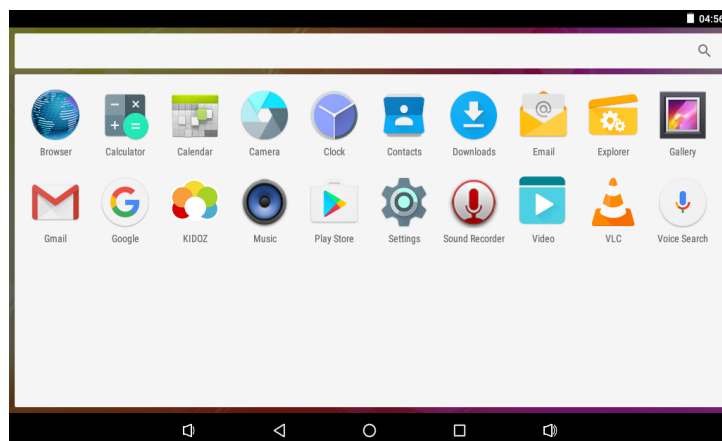 04:56
Browser Calculator Calendar Camera Clock Contacts Downloads Email Explorer Gallery
Gmail Google KIDOZ Music Play Store Settings Sound Recorder Video VLC Voice Search